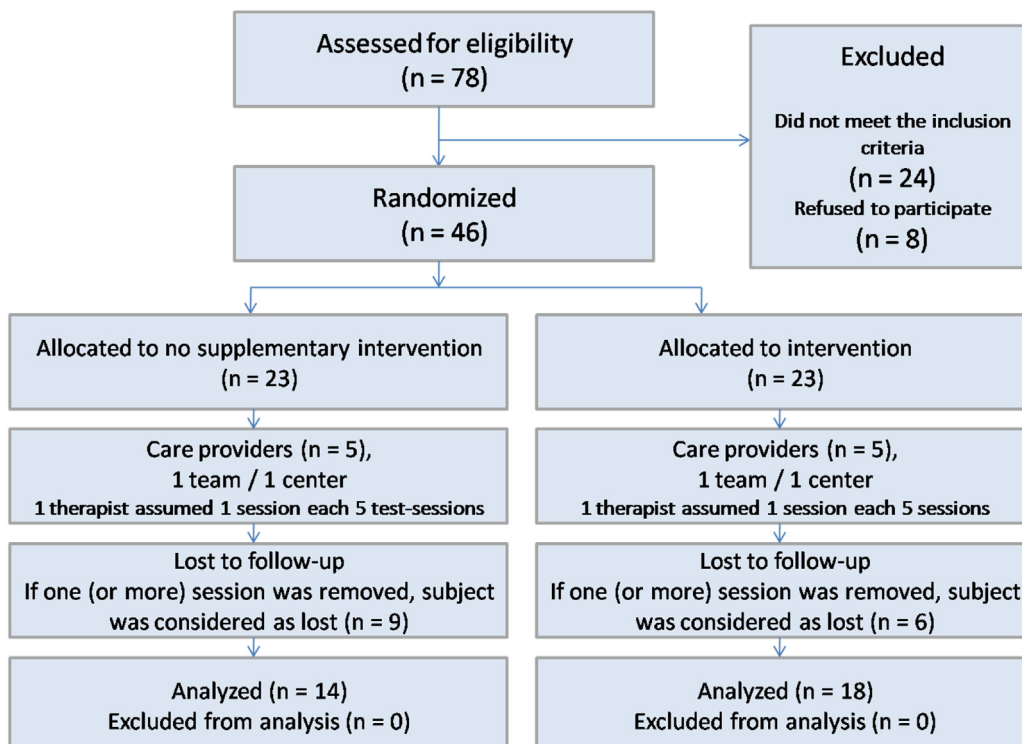 Assessed for eligibility
(n = 78)
Excluded
Did not meet the inclusion
criteria
(n = 24)
Refused to participate
(n = 8)
Randomized
(n = 46)
Allocated to no supplementary intervention
(n = 23)
Allocated to intervention
(n = 23)
Care providers (n = 5),
1 team / 1 center
1 therapist assumed 1 session each 5 test-sessions
Care providers (n = 5),
1 team / 1 center
1 therapist assumed 1 session each 5 sessions
Lost to follow-up
If one (or more) session was removed, subject
was considered as lost (n = 9)
Lost to follow-up
If one (or more) session was removed, subject
was considered as lost (n = 6)
Analyzed (n = 14)
Excluded from analysis (n = 0)
Analyzed (n = 18)
Excluded from analysis (n = 0)